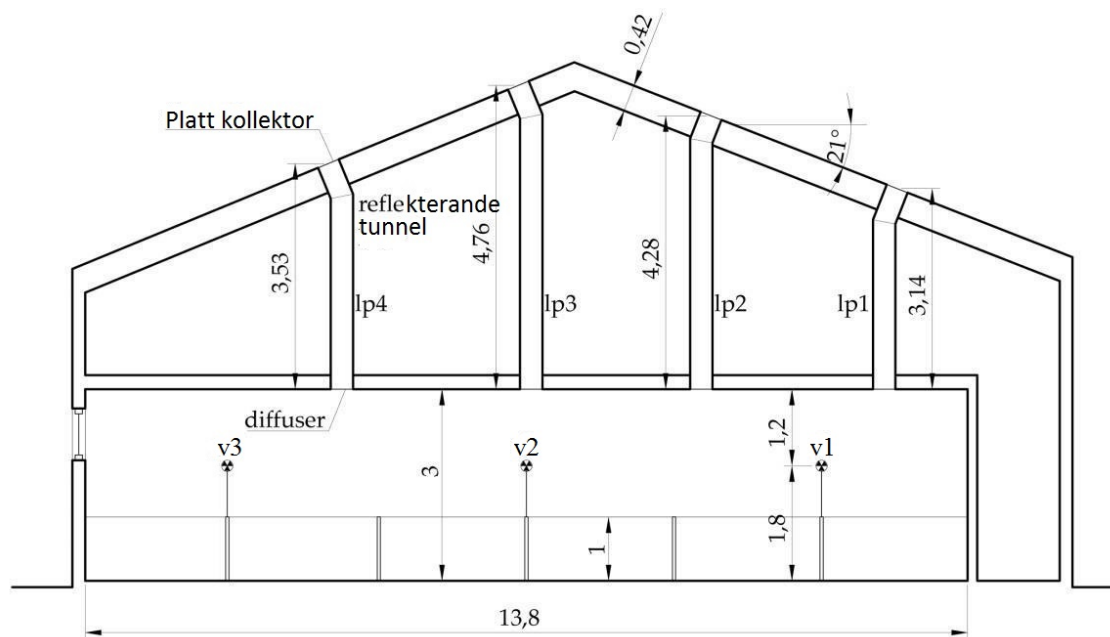 0,42
Platt kollektor
21°
reflekterande
tunnel
3,53
4,76
4,28
3,14
lp4
lp3
lp2
lp1
diffuser
v3
v2
v1
3
1,2
1,8
1
13,8